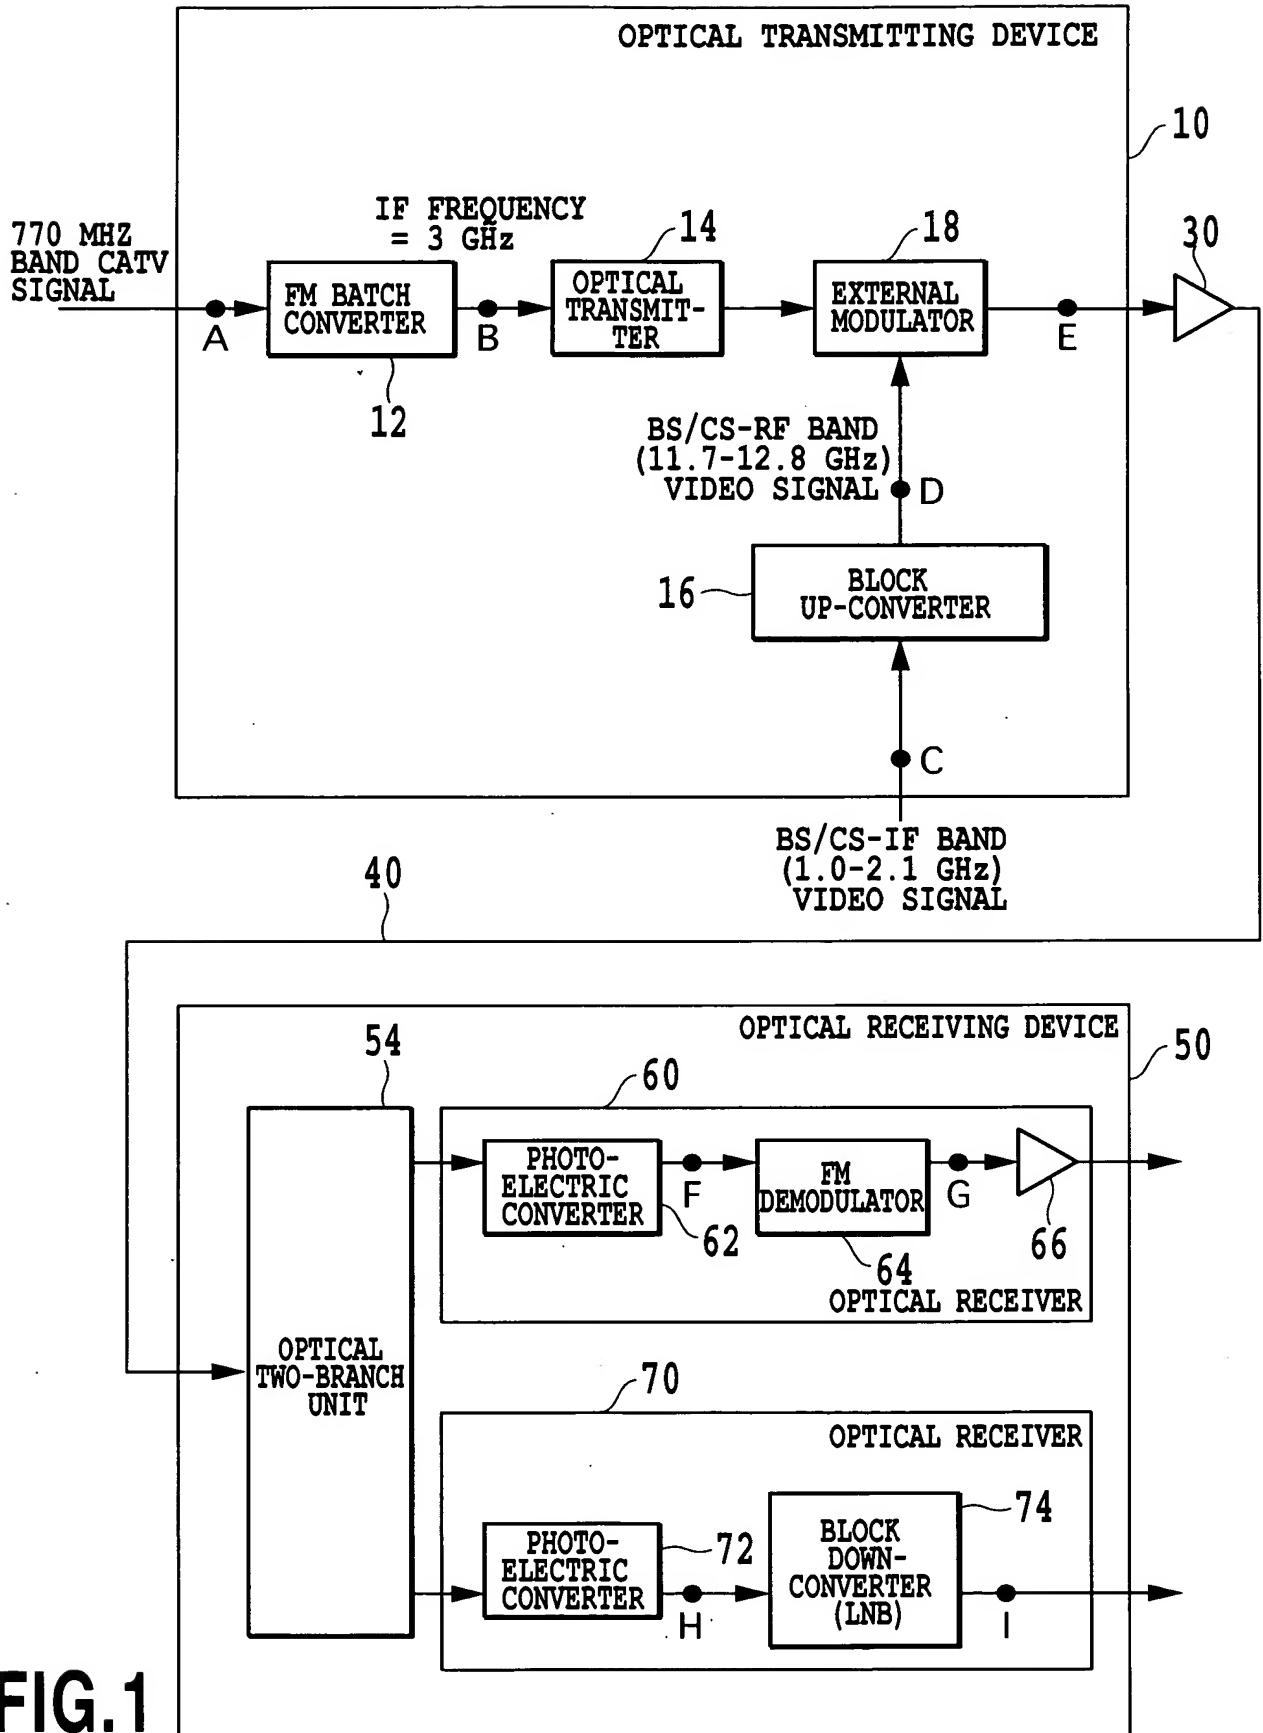 OPTICAL TRANSMITTING DEVICE
10
IF FREQUENCY
= 3 GHz
770 MHZ
BAND CATV
SIGNAL
14
18
30
FM BATCH
CONVERTER
OPTICAL
TRANSMIT-
TER
EXTERNAL
MODULATOR
A
B
E
12
BS/CS-RF BAND
(11.7-12.8 GHz)
VIDEO SIGNAL
D
16
BLOCK
UP-CONVERTER
C
BS/CS-IF BAND
(1.0-2.1 GHz)
VIDEO SIGNAL
40
OPTICAL RECEIVING DEVICE
50
54
60
PHOTO-
ELECTRIC
CONVERTER
F
FM
DEMODULATOR
G
62
64
66
OPTICAL RECEIVER
OPTICAL
TWO-BRANCH
UNIT
70
OPTICAL RECEIVER
PHOTO-
ELECTRIC
CONVERTER
72
H
BLOCK
DOWN-
CONVERTER
(LNB)
74
I
FIG.1